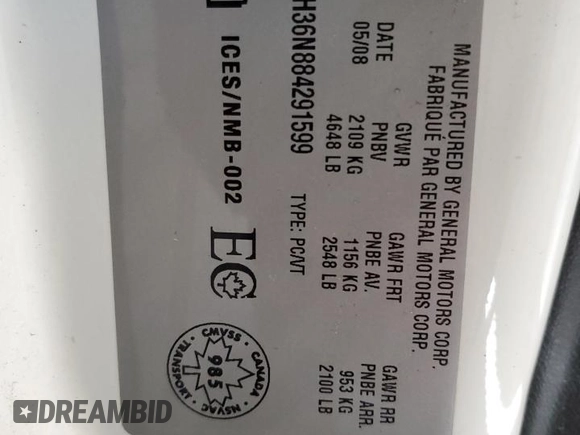 MANUFACTURED BY GENERAL MOTORS CORP.
FABRIQUÉ PAR GENERAL MOTORS CORP.
DATE GVWR GAWR FRT GAWR RR
PNBV PNBE AV. PNBE ARR.
05/08 2109 KG 1156 KG 953 KG
4648 LB 2548 LB 2100 LB
H36N884291599 TYPE: PC/VT
ICES/NMB-002 EC
CMVSS - CANADA
NSVAC - TRANSPORT
985
DREAMBID